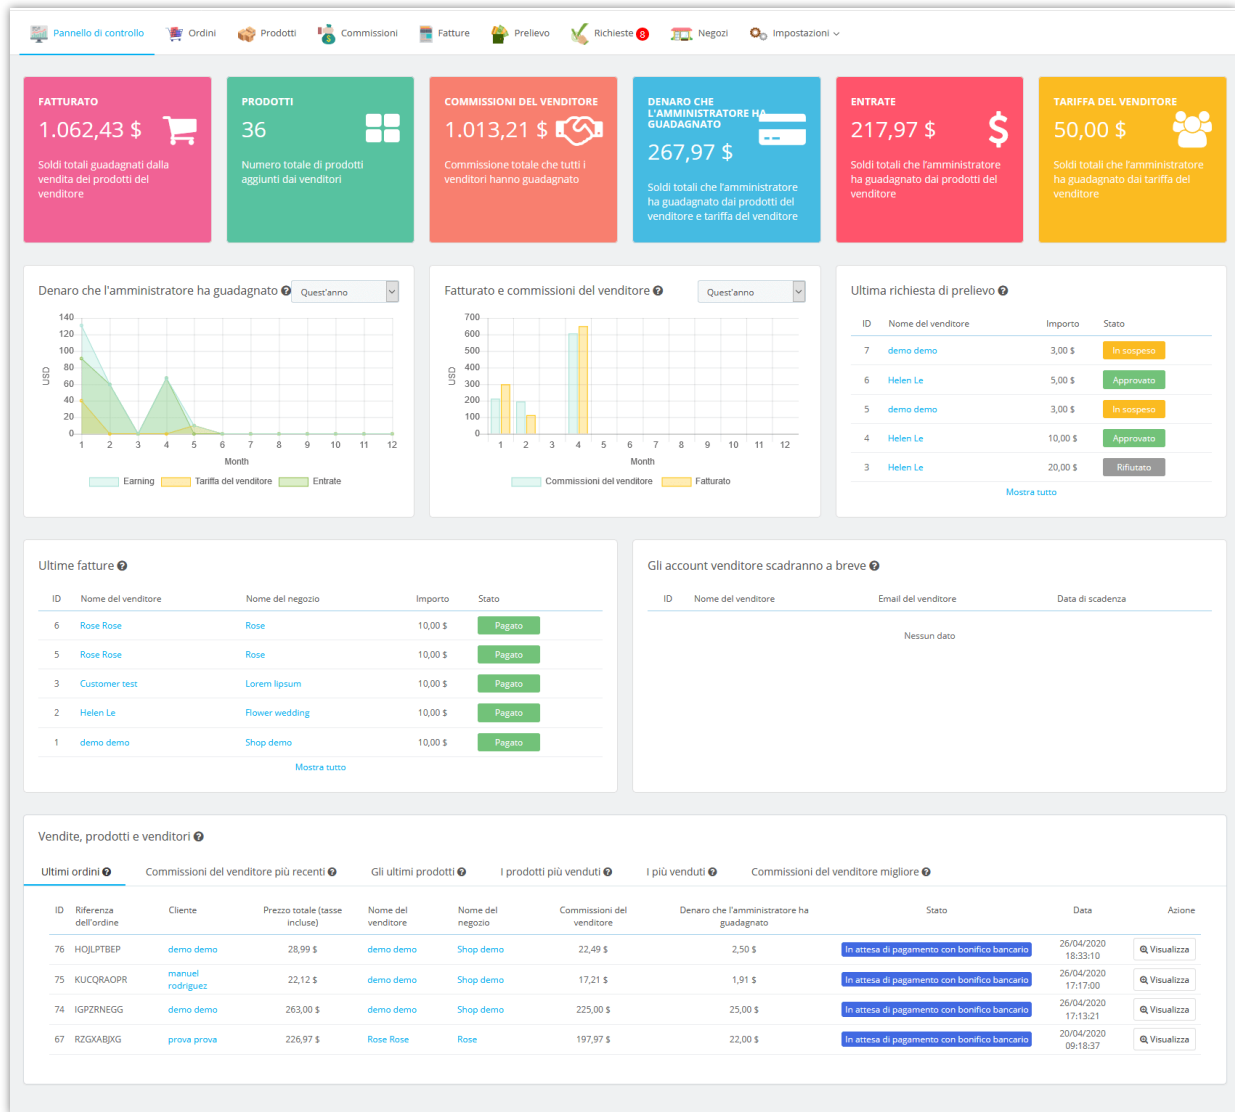 Pannello di controllo Ordini Prodotti Commissioni Fatture Prelievo Richieste 8 Negozi Impostazioni
FATTURATO
1.062,43 $
Soldi totali guadagnati dalla
vendita dei prodotti del
venditore
PRODOTTI
36
Numero totale di prodotti
aggiunti dai venditori
COMMISSIONI DEL VENDITORE
1.013,21 $
Commissione totale che tutti i
venditori hanno guadagnato
DENARO CHE
L'AMMINISTRATORE HA
GUADAGNATO
267,97 $
Soldi totali che l'amministratore
ha guadagnato dai prodotti del
venditore e tariffa del venditore
ENTRATE
217,97 $
Soldi totali che l'amministratore
ha guadagnato dai prodotti del
venditore
TARIFFA DEL VENDITORE
50,00 $
Soldi totali che l'amministratore
ha guadagnato dai tariffa del
venditore
Denaro che l'amministratore ha guadagnato ? Quest'anno
140
120
100
80
60
40
20
0
USD
1 2 3 4 5 6 7 8 9 10 11 12
Month
Earning Tariffa del venditore Entrate
Fatturato e commissioni del venditore ? Quest'anno
700
600
500
400
300
200
100
0
USD
1 2 3 4 5 6 7 8 9 10 11 12
Month
Commissioni del venditore Fatturato
Ultima richiesta di prelievo ?
ID Nome del venditore Importo Stato
7 demo demo 3,00 $ In sospeso
6 Helen Le 5,00 $ Approvato
5 demo demo 3,00 $ In sospeso
4 Helen Le 10,00 $ Approvato
3 Helen Le 20,00 $ Rifiutato
Mostra tutto
Ultime fatture ?
ID Nome del venditore Nome del negozio Importo Stato
6 Rose Rose Rose 10,00 $ Pagato
5 Rose Rose Rose 10,00 $ Pagato
3 Customer test Lorem lipsum 10,00 $ Pagato
2 Helen Le Flower wedding 10,00 $ Pagato
1 demo demo Shop demo 10,00 $ Pagato
Mostra tutto
Gli account venditore scadranno a breve ?
ID Nome del venditore Email del venditore Data di scadenza
Nessun dato
Vendite, prodotti e venditori ?
Ultimi ordini ? Commissioni del venditore più recenti ? Gli ultimi prodotti ? I prodotti più venduti ? I più venduti ? Commissioni del venditore migliore ?
ID Riferenza Cliente Prezzo totale (tasse Nome del Nome del Commissioni del Denaro che l'amministratore ha Stato Data Azione
dell'ordine incluse) venditore negozio venditore guadagnato
76 HOJLPTBEP demo demo 28,99 $ demo demo Shop demo 22,49 $ 2,50 $ In attesa di pagamento con bonifico bancario 26/04/2020 Visualizza
18:33:10
75 KUCQRAOPR manuel 22,12 $ demo demo Shop demo 17,21 $ 1,91 $ In attesa di pagamento con bonifico bancario 26/04/2020 Visualizza
rodriguez 17:17:00
74 IGPZRNEGG demo demo 263,00 $ demo demo Shop demo 225,00 $ 25,00 $ In attesa di pagamento con bonifico bancario 26/04/2020 Visualizza
17:13:21
67 RZGXABJXG prova prova 226,97 $ Rose Rose Rose 197,97 $ 22,00 $ In attesa di pagamento con bonifico bancario 20/04/2020 Visualizza
09:18:37